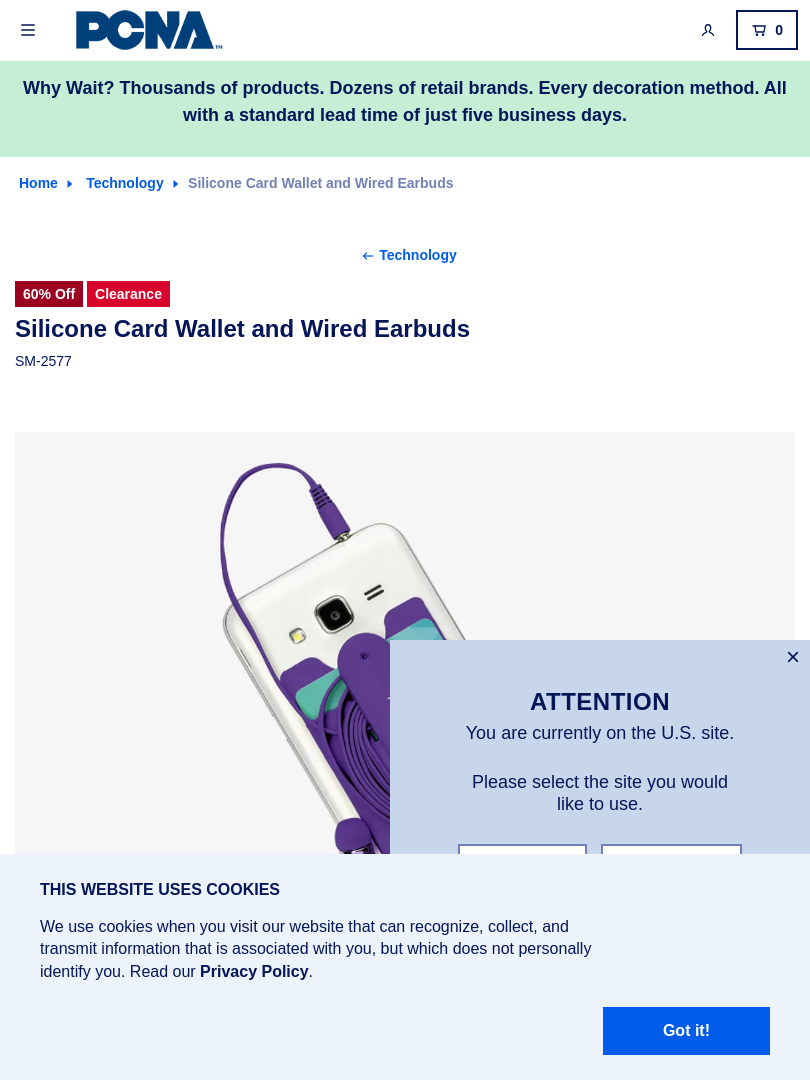 PCNA™
0
Why Wait? Thousands of products. Dozens of retail brands. Every decoration method. All
with a standard lead time of just five business days.
Home
Technology
Silicone Card Wallet and Wired Earbuds
Technology
60% Off
Clearance
Silicone Card Wallet and Wired Earbuds
SM-2577
ATTENTION
You are currently on the U.S. site.
Please select the site you would
like to use.
THIS WEBSITE USES COOKIES
We use cookies when you visit our website that can recognize, collect, and
transmit information that is associated with you, but which does not personally
identify you. Read our Privacy Policy.
Got it!